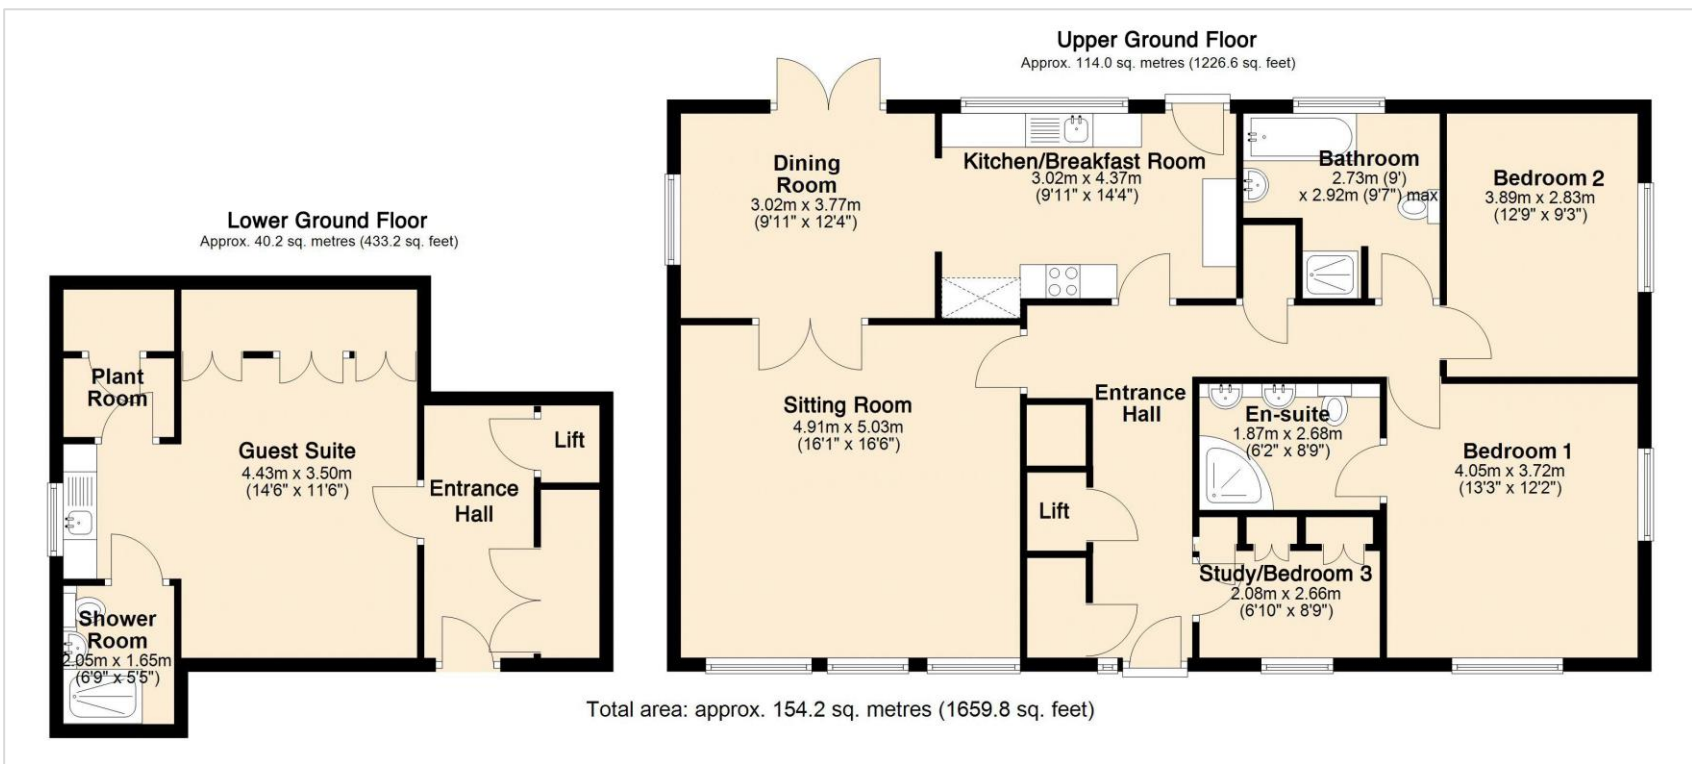 Lower Ground Floor
Approx. 40.2 sq. metres (433.2 sq. feet)
Plant
Room
Guest Suite
4.43m x 3.50m
(14'6" x 11'6")
Lift
Entrance
Hall
Shower
Room
2.05m x 1.65m
(6'9" x 5'5")
Upper Ground Floor
Approx. 114.0 sq. metres (1226.6 sq. feet)
Dining
Room
3.02m x 3.77m
(9'11" x 12'4")
Kitchen/Breakfast Room
3.02m x 4.37m
(9'11" x 14'4")
Bathroom
2.73m (9')
x 2.92m (9'7") max
Bedroom 2
3.89m x 2.83m
(12'9" x 9'3")
Sitting Room
4.91m x 5.03m
(16'1" x 16'6")
Entrance
Hall
En-suite
1.87m x 2.68m
(6'2" x 8'9")
Bedroom 1
4.05m x 3.72m
(13'3" x 12'2")
Lift
Study/Bedroom 3
2.08m x 2.66m
(6'10" x 8'9")
Total area: approx. 154.2 sq. metres (1659.8 sq. feet)